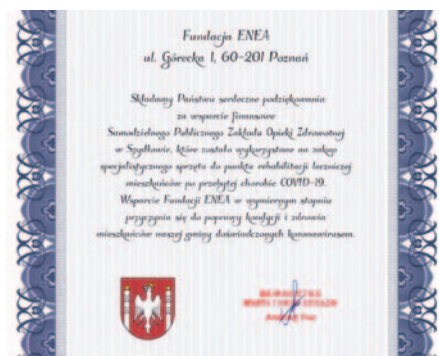 Fundacja ENEA
ul. Górecka 1, 60-201 Poznań
Składamy Państwu serdeczne podziękowania
za wsparcie finansowe
Samodzielnego Publicznego Zakładu Opieki Zdrowotnej
w Szydłowie, które zostało wykorzystane na zakup
specjalistycznego sprzętu do punktu rehabilitacji leczniczej
mieszkańców po przebytej chorobie COVID-19.
Wsparcie Fundacji ENEA w wymiernym stopniu
przyczynia się do poprawy kondycji i zdrowia
mieszkańców naszej gminy doświadczonych koronawirusem.